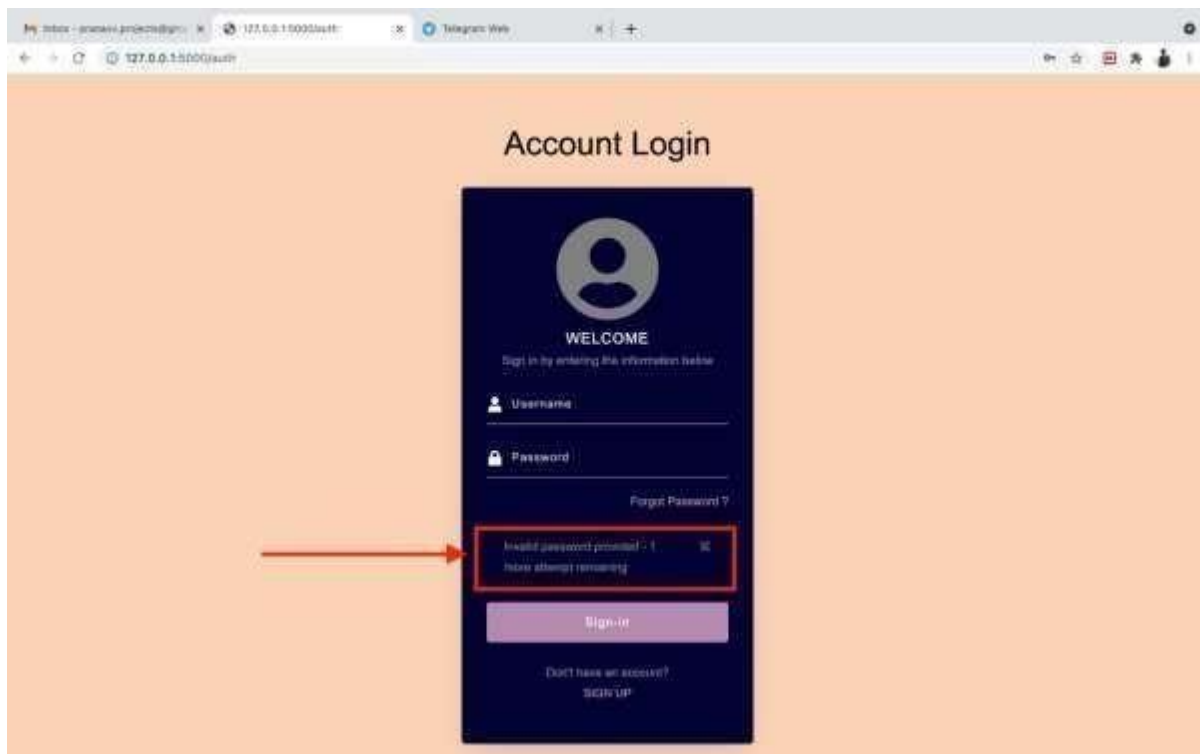 Telegram Web
127.0.0.1:5000/auth
Account Login
WELCOME
Sign in by entering the information below
Username
Password
Forgot Password ?
Invalid password provided - 1
more attempt remaining
Sign-in
Don't have an account?
SIGN UP